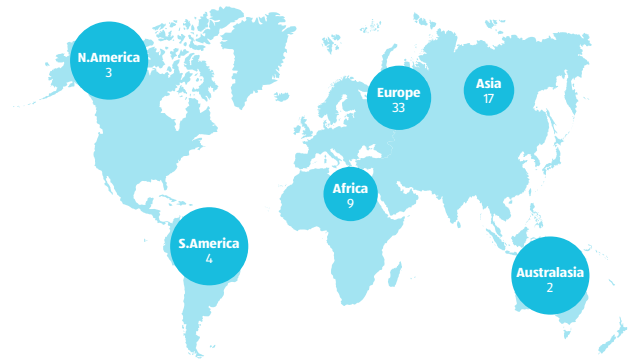 N.America
3
Europe
33
Asia
17
Africa
9
S.America
4
Australasia
2